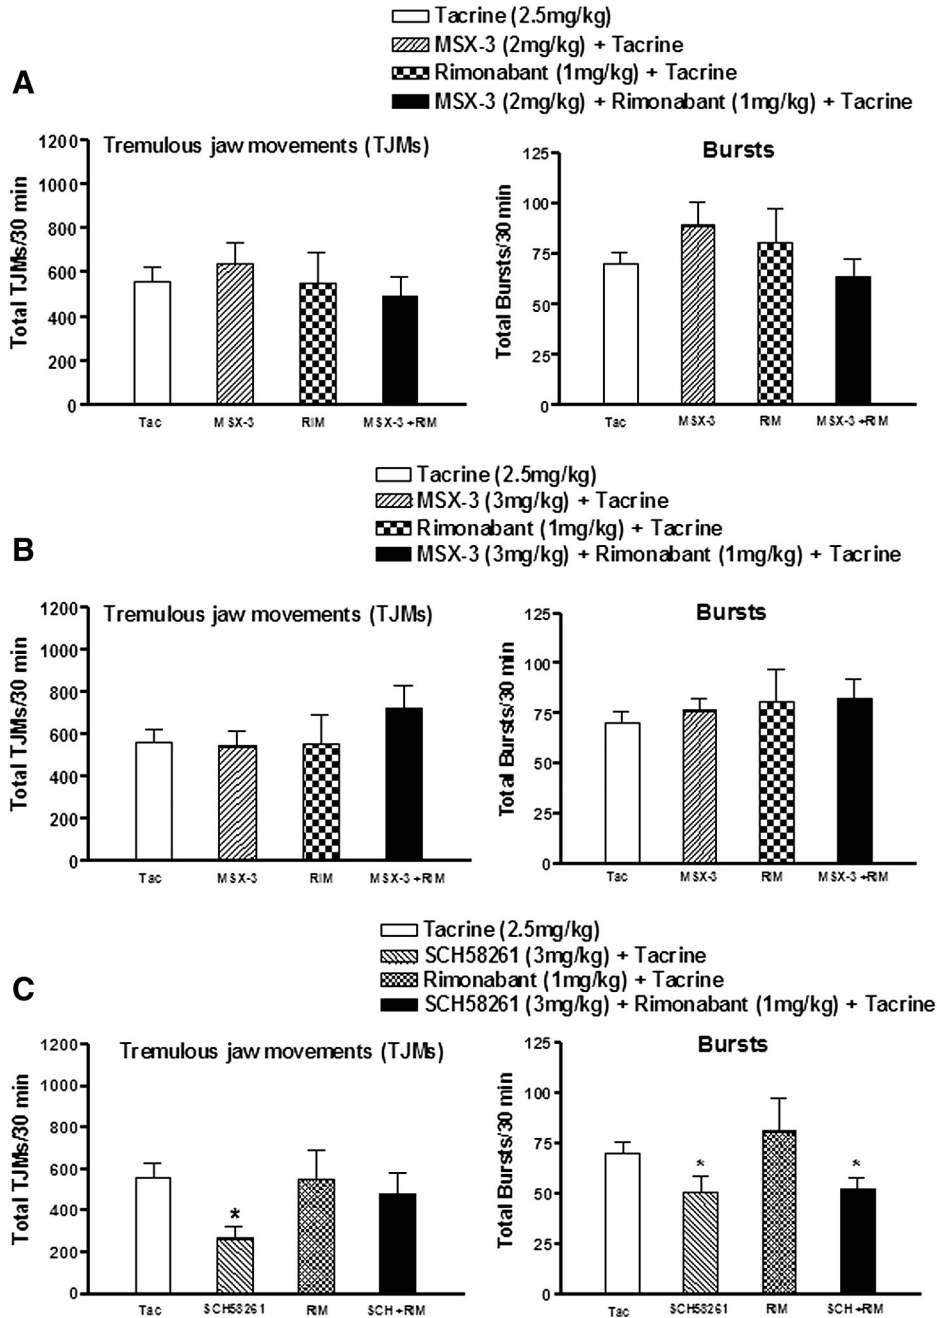 Tacrine (2.5mg/kg)
MSX-3 (2mg/kg) + Tacrine
Rimonabant (1mg/kg) + Tacrine
MSX-3 (2mg/kg) + Rimonabant (1mg/kg) + Tacrine
A
Tremulous jaw movements (TJMs)
Total TJMs/30 min
1200
1000
800
600
400
200
0
Tac MSX-3 RIM MSX-3 +RIM
Bursts
Total Bursts/30 min
125
100
75
50
25
0
Tac MSX-3 RIM MSX-3 +RIM
Tacrine (2.5mg/kg)
MSX-3 (3mg/kg) + Tacrine
Rimonabant (1mg/kg) + Tacrine
MSX-3 (3mg/kg) + Rimonabant (1mg/kg) + Tacrine
B
Tremulous jaw movements (TJMs)
Total TJMs/30 min
1200
1000
800
600
400
200
0
Tac MSX-3 RIM MSX-3 +RIM
Bursts
Total Bursts/30 min
125
100
75
50
25
0
Tac MSX-3 RIM MSX-3 +RIM
Tacrine (2.5mg/kg)
SCH58261 (3mg/kg) + Tacrine
Rimonabant (1mg/kg) + Tacrine
SCH58261 (3mg/kg) + Rimonabant (1mg/kg) + Tacrine
C
Tremulous jaw movements (TJMs)
Total TJMs/30 min
1200
1000
800
600
400
200
0
*
Tac SCH58261 RIM SCH +RIM
Bursts
Total Bursts/30 min
125
100
75
50
25
0
* *
Tac SCH58261 RIM SCH +RIM